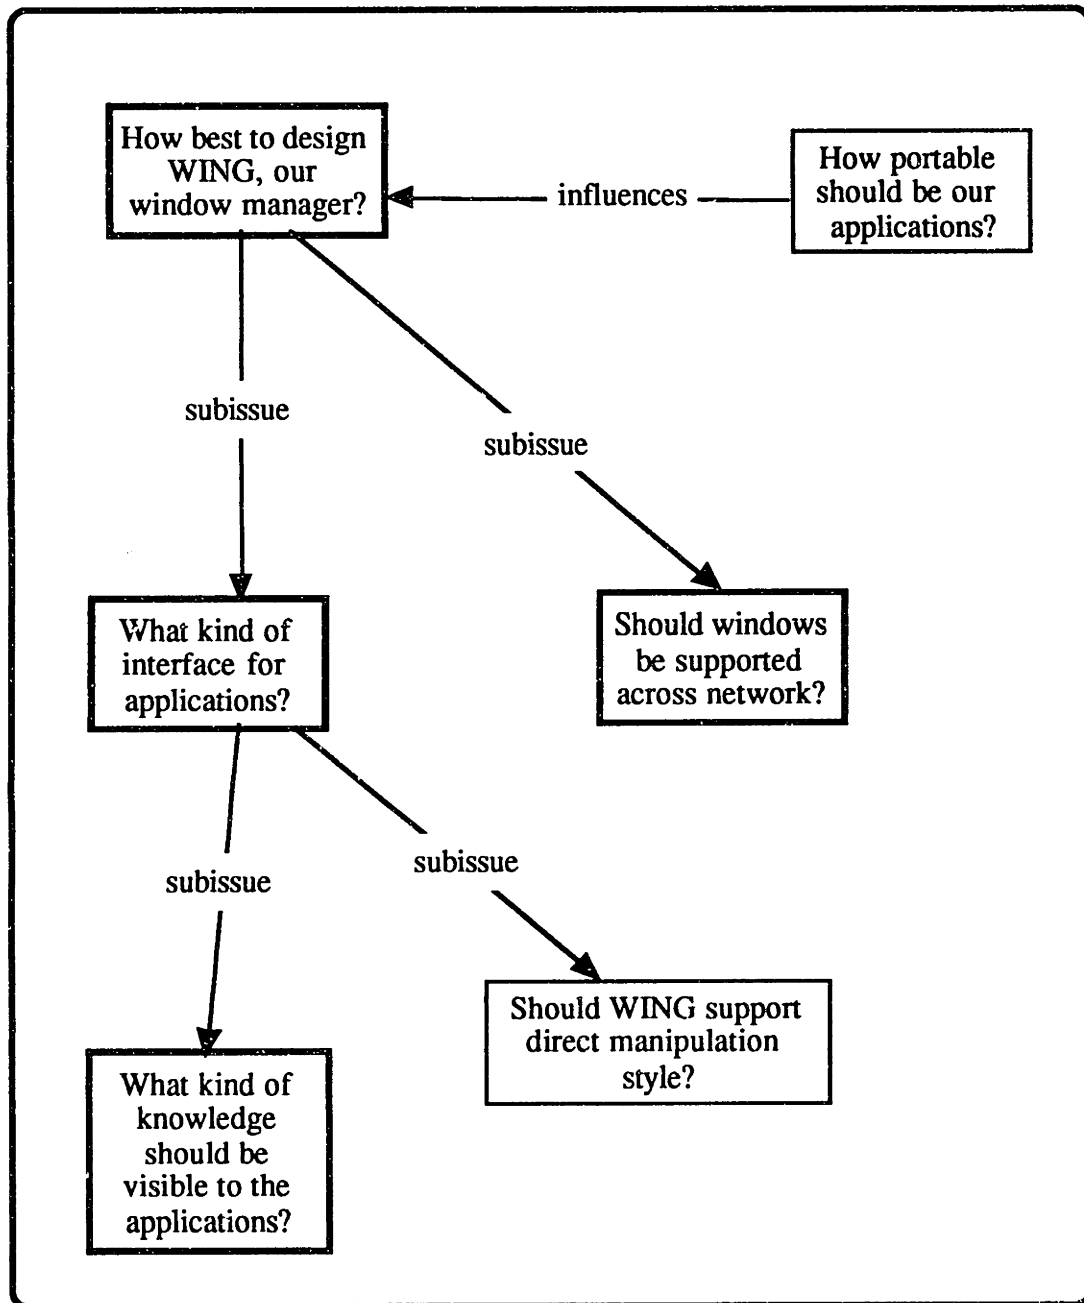 How best to design
WING, our
window manager?
How portable
should be our
applications?
influences
subissue
subissue
What kind of
interface for
applications?
Should windows
be supported
across network?
subissue
subissue
Should WING support
direct manipulation
style?
What kind of
knowledge
should be
visible to the
applications?